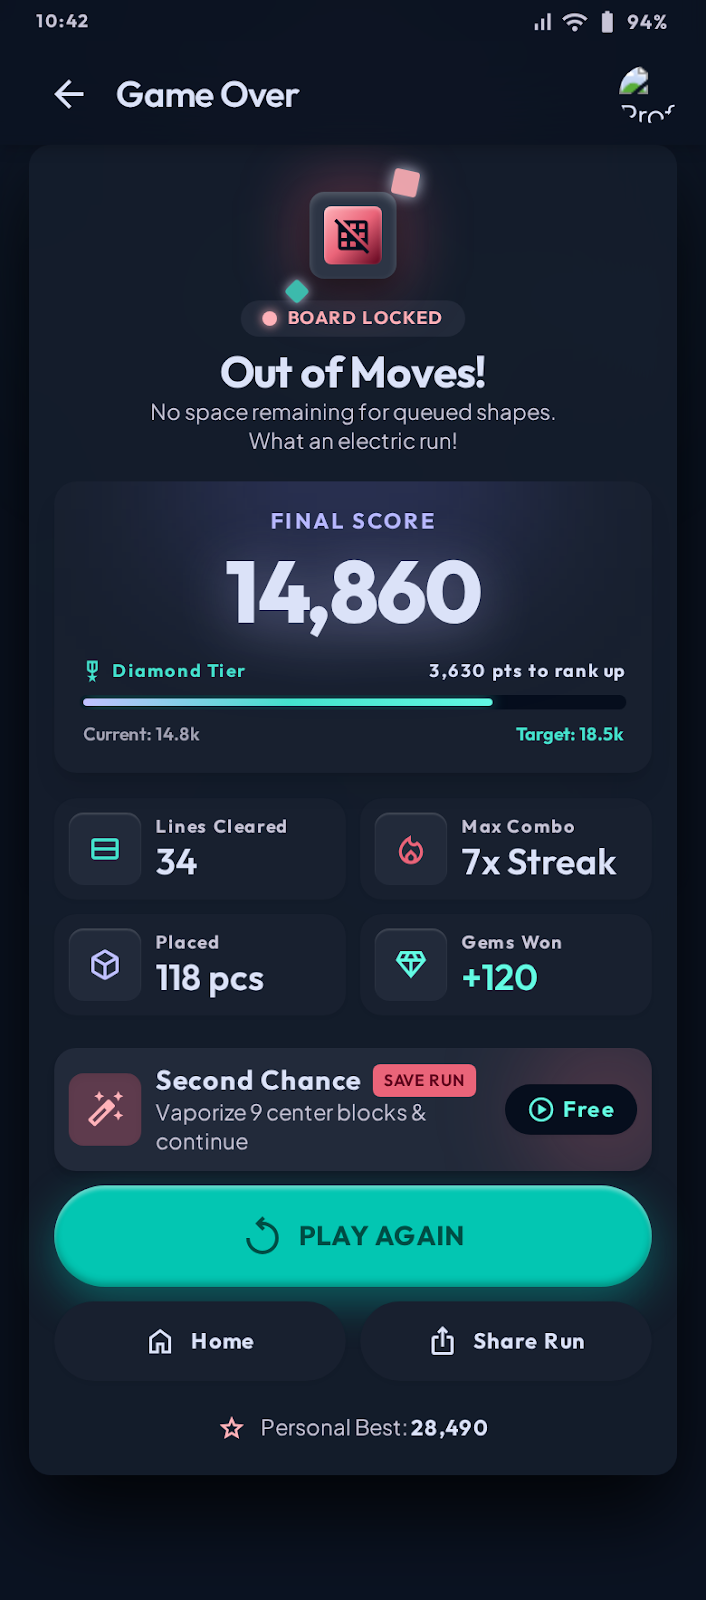 10:42
94%
Game Over
BOARD LOCKED
Out of Moves!
No space remaining for queued shapes.
What an electric run!
FINAL SCORE
14,860
Diamond Tier
3,630 pts to rank up
Current: 14.8k
Target: 18.5k
Lines Cleared
34
Max Combo
7x Streak
Placed
118 pcs
Gems Won
+120
Second Chance
SAVE RUN
Vaporize 9 center blocks &
continue
Free
PLAY AGAIN
Home
Share Run
Personal Best: 28,490